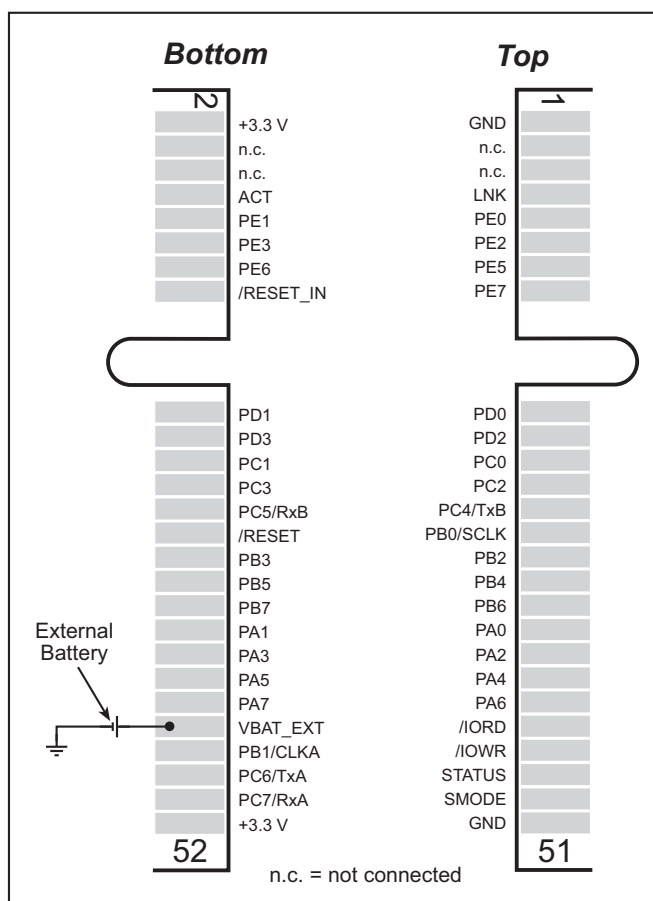 Bottom
Top
2
1
+3.3 V
GND
n.c.
n.c.
n.c.
n.c.
ACT
LNK
PE1
PE0
PE3
PE2
PE6
PE5
/RESET_IN
PE7
PD1
PD0
PD3
PD2
PC1
PC0
PC3
PC2
PC5/RxB
PC4/TxB
/RESET
PB0/SCLK
PB3
PB2
PB5
PB4
PB7
PB6
External
Battery
PA1
PA0
PA3
PA2
PA5
PA4
PA7
PA6
VBAT_EXT
/IORD
PB1/CLKA
/IOWR
PC6/TxA
STATUS
PC7/RxA
SMODE
+3.3 V
GND
52
51
n.c. = not connected